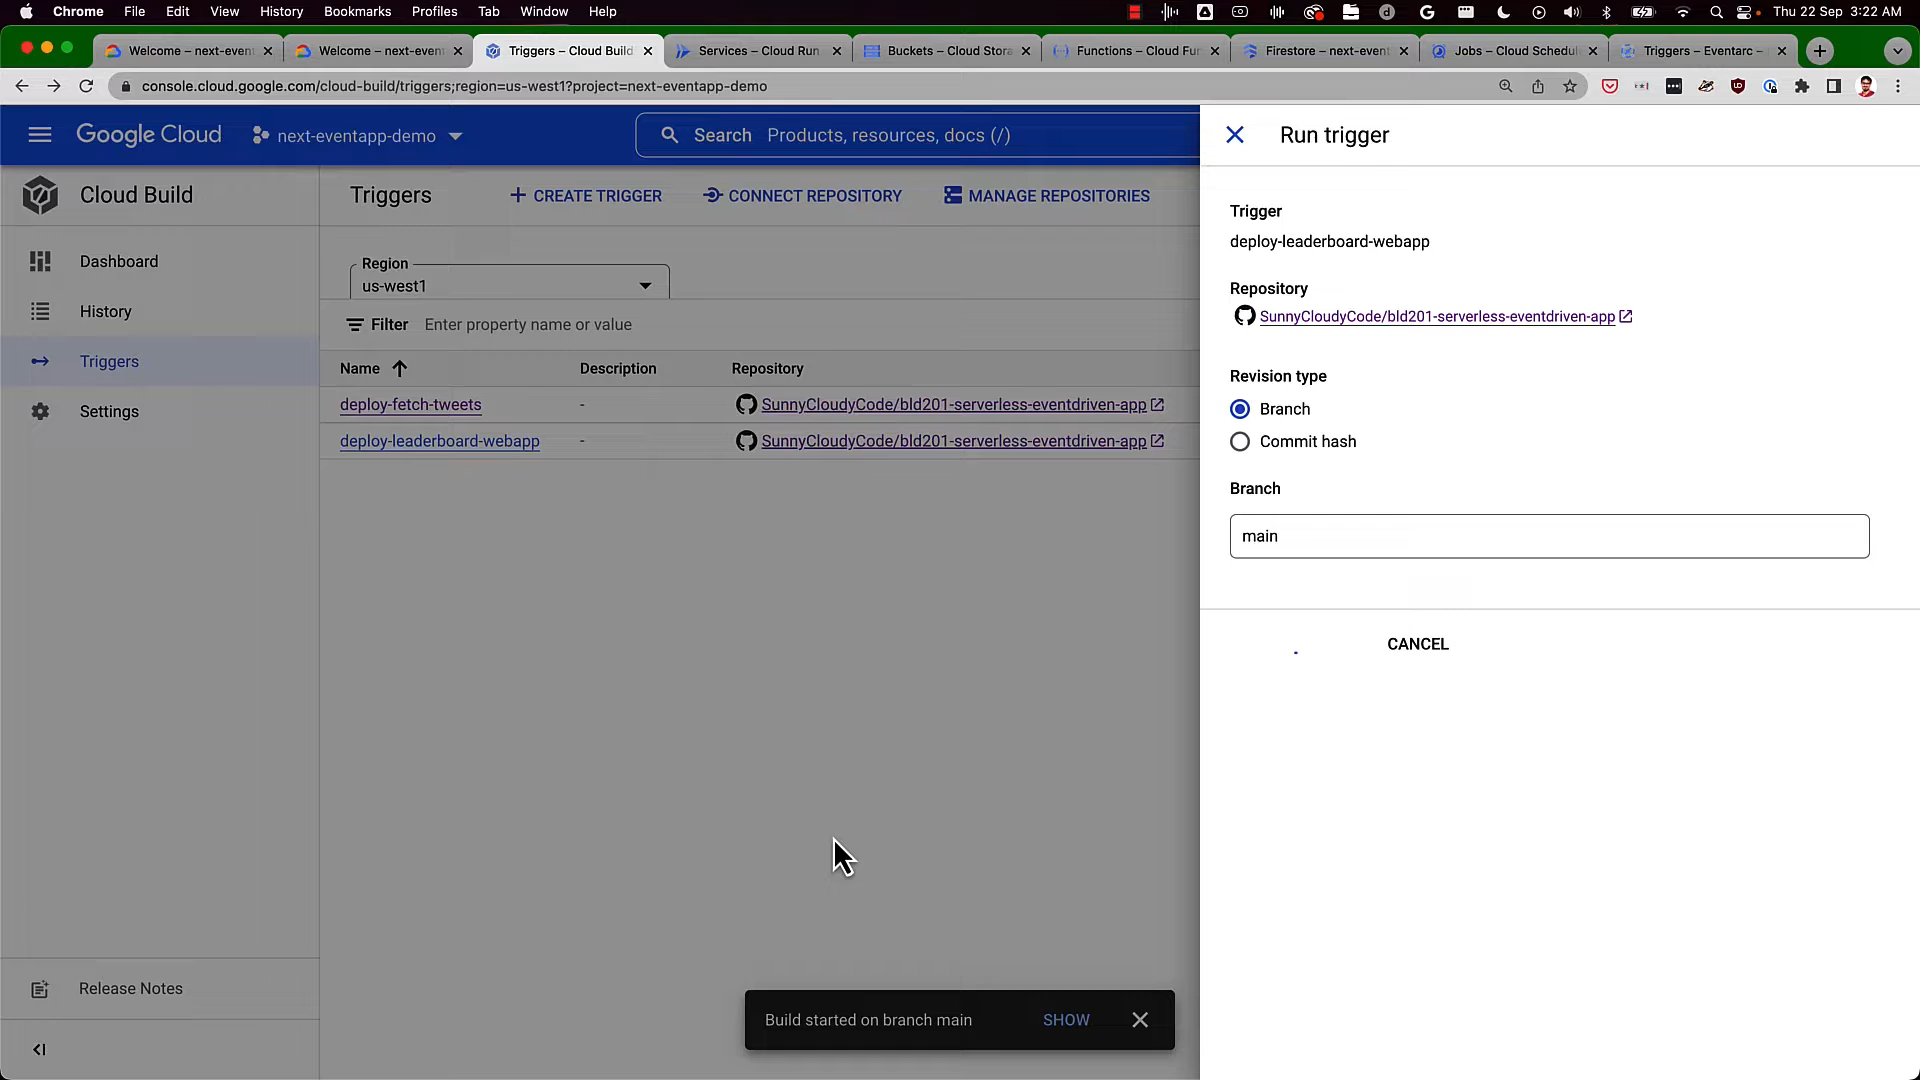 Chrome File Edit View History Bookmarks Profiles Tab Window Help
Thu 22 Sep 3:22 AM
Welcome – next-event
Welcome – next-event
Triggers – Cloud Build
Services – Cloud Run
Buckets – Cloud Stora
Functions – Cloud Fun
Firestore – next-event
Jobs – Cloud Schedul
Triggers – Eventarc –
console.cloud.google.com/cloud-build/triggers;region=us-west1?project=next-eventapp-demo
Google Cloud
next-eventapp-demo
Search Products, resources, docs (/)
Cloud Build
Dashboard
History
Triggers
Settings
Release Notes
Triggers
CREATE TRIGGER
CONNECT REPOSITORY
MANAGE REPOSITORIES
Region
us-west1
Filter Enter property name or value
Name Description Repository
deploy-fetch-tweets - SunnyCloudyCode/bld201-serverless-eventdriven-app
deploy-leaderboard-webapp - SunnyCloudyCode/bld201-serverless-eventdriven-app
Build started on branch main SHOW
Run trigger
Trigger
deploy-leaderboard-webapp
Repository
SunnyCloudyCode/bld201-serverless-eventdriven-app
Revision type
Branch
Commit hash
Branch
main
CANCEL